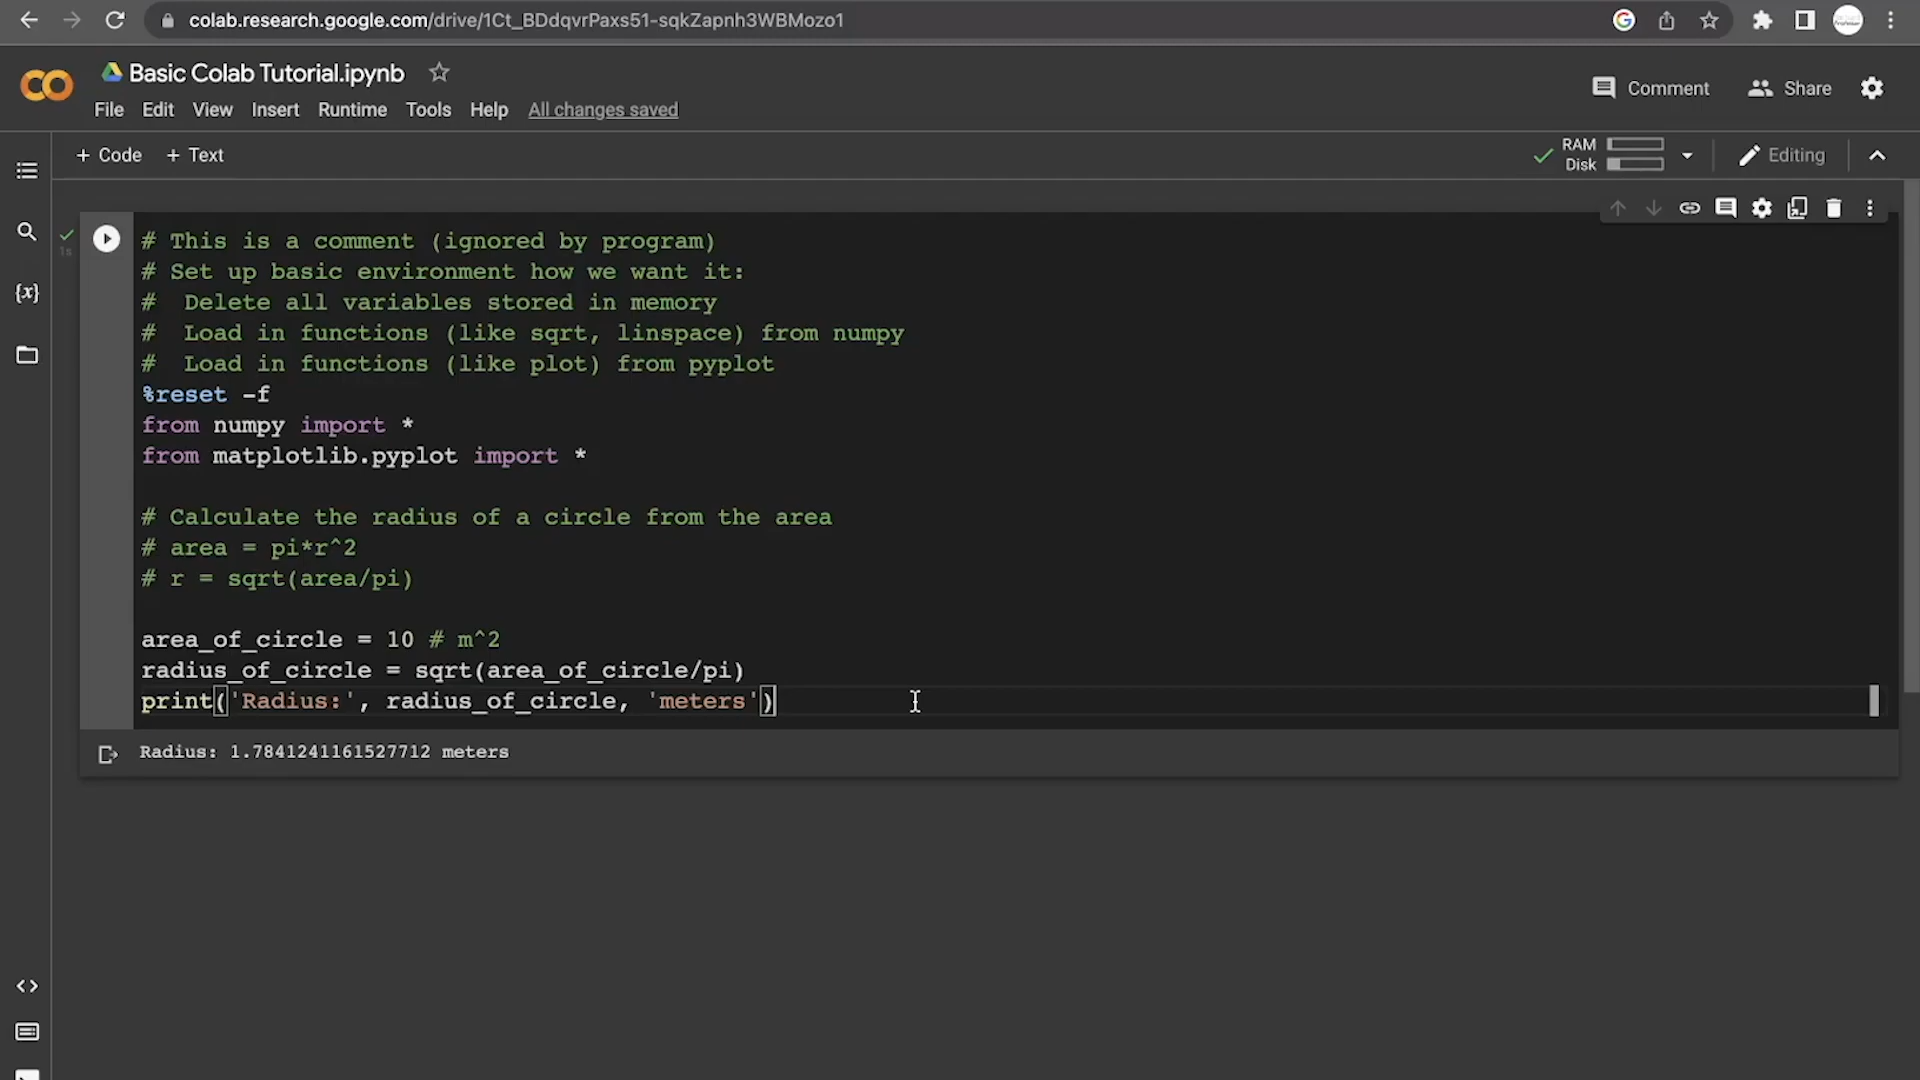 colab.research.google.com/drive/1Ct_BDdqvrPaxs51-sqkZapnh3WBMozo1
Basic Colab Tutorial.ipynb
File Edit View Insert Runtime Tools Help All changes saved
Comment Share
+ Code + Text
RAM
Disk
Editing
1s
# This is a comment (ignored by program)
# Set up basic environment how we want it:
#  Delete all variables stored in memory
#  Load in functions (like sqrt, linspace) from numpy
#  Load in functions (like plot) from pyplot
%reset -f
from numpy import *
from matplotlib.pyplot import *
# Calculate the radius of a circle from the area
# area = pi*r^2
# r = sqrt(area/pi)
area_of_circle = 10 # m^2
radius_of_circle = sqrt(area_of_circle/pi)
print('Radius:', radius_of_circle, 'meters')
Radius: 1.7841241161527712 meters